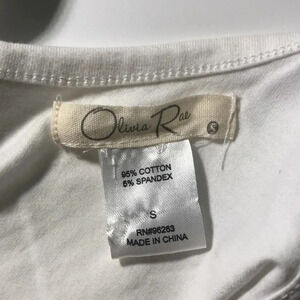 Olivia Rae
S
95% COTTON
5% SPANDEX
S
RN#96263
MADE IN CHINA